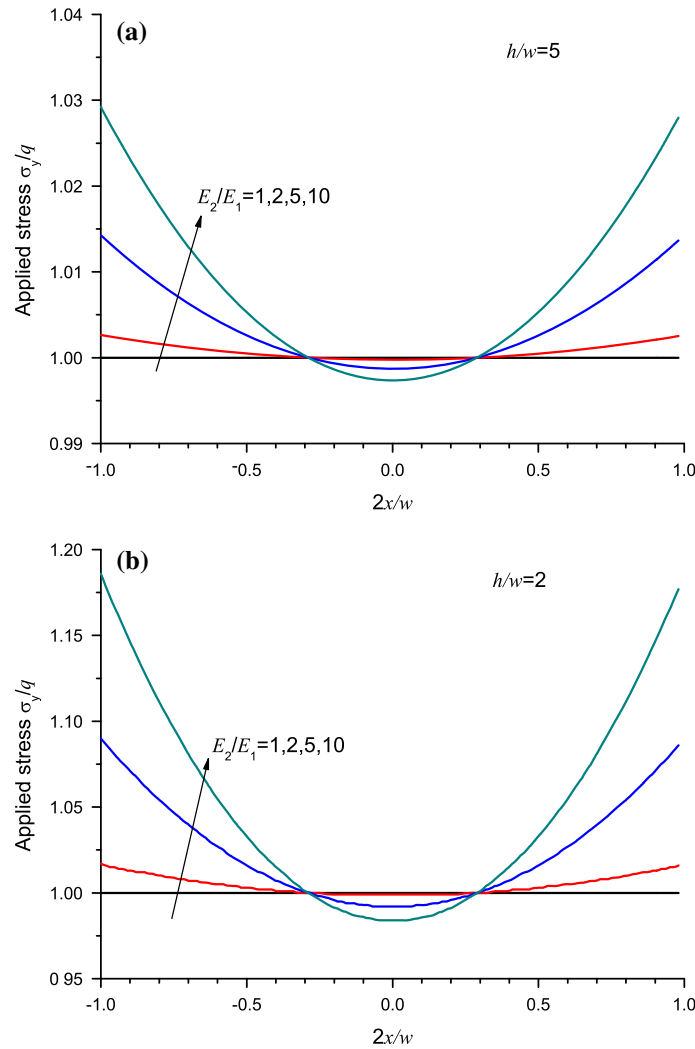 (a)
h/w=5
1.04
1.03
1.02
1.01
1.00
0.99
Applied stress σy/q
E2/E1=1,2,5,10
-1.0
-0.5
0.0
0.5
1.0
2x/w
(b)
h/w=2
1.20
1.15
1.10
1.05
1.00
0 95
Applied stress σy/q
E2/E1=1,2,5,10
-1.0
-0.5
0.0
0.5
1.0
2x/w